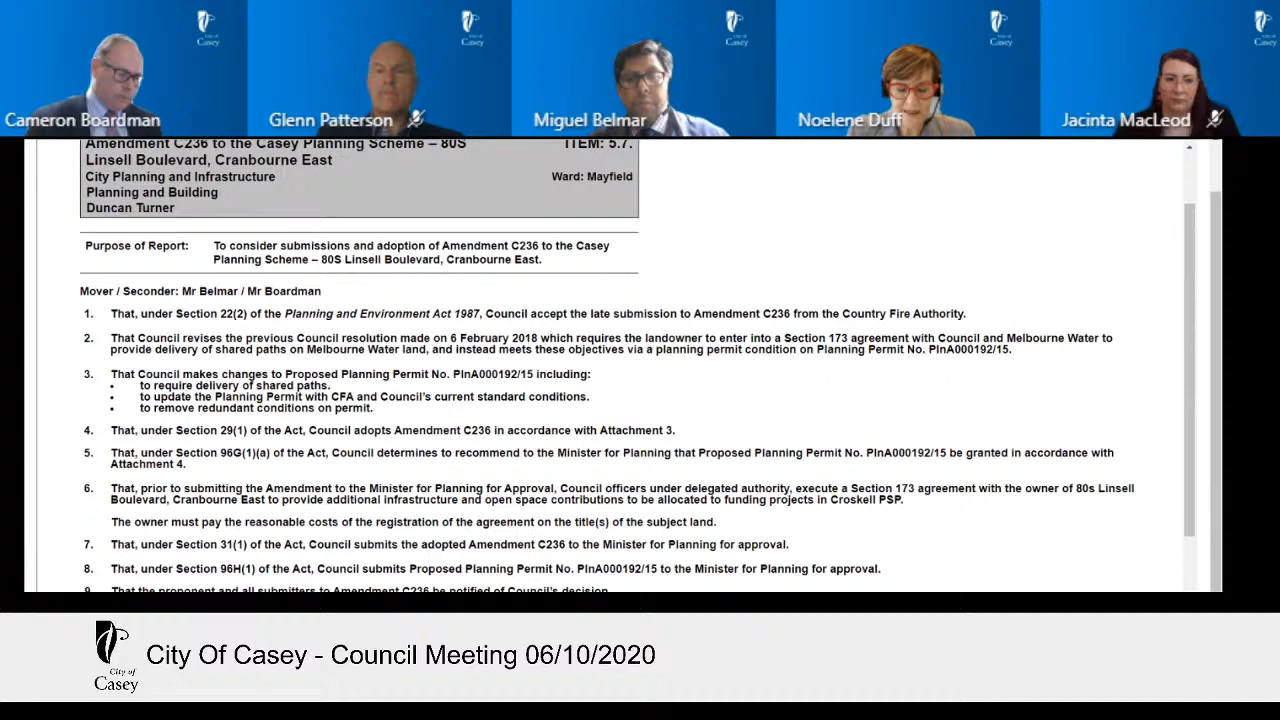 City of
Casey
City of
Casey
City of
Casey
City of
Casey
City of
Casey
Cameron Boardman
Glenn Patterson
Miguel Belmar
Noelene Duff
Jacinta MacLeod
Amendment C236 to the Casey Planning Scheme – 80S
ITEM: 5.7.
Linsell Boulevard, Cranbourne East
City Planning and Infrastructure
Ward: Mayfield
Planning and Building
Duncan Turner
Purpose of Report: To consider submissions and adoption of Amendment C236 to the Casey
Planning Scheme – 80S Linsell Boulevard, Cranbourne East.
Mover / Seconder: Mr Belmar / Mr Boardman
1. That, under Section 22(2) of the Planning and Environment Act 1987, Council accept the late submission to Amendment C236 from the Country Fire Authority.
2. That Council revises the previous Council resolution made on 6 February 2018 which requires the landowner to enter into a Section 173 agreement with Council and Melbourne Water to
provide delivery of shared paths on Melbourne Water land, and instead meets these objectives via a planning permit condition on Planning Permit No. PlnA000192/15.
3. That Council makes changes to Proposed Planning Permit No. PlnA000192/15 including:
• to require delivery of shared paths.
• to update the Planning Permit with CFA and Council's current standard conditions.
• to remove redundant conditions on permit.
4. That, under Section 29(1) of the Act, Council adopts Amendment C236 in accordance with Attachment 3.
5. That, under Section 96G(1)(a) of the Act, Council determines to recommend to the Minister for Planning that Proposed Planning Permit No. PlnA000192/15 be granted in accordance with
Attachment 4.
6. That, prior to submitting the Amendment to the Minister for Planning for Approval, Council officers under delegated authority, execute a Section 173 agreement with the owner of 80s Linsell
Boulevard, Cranbourne East to provide additional infrastructure and open space contributions to be allocated to funding projects in Croskell PSP.
The owner must pay the reasonable costs of the registration of the agreement on the title(s) of the subject land.
7. That, under Section 31(1) of the Act, Council submits the adopted Amendment C236 to the Minister for Planning for approval.
8. That, under Section 96H(1) of the Act, Council submits Proposed Planning Permit No. PlnA000192/15 to the Minister for Planning for approval.
9. That the proponent and all submitters to Amendment C236 be notified of Council's decision.
City of
Casey
City Of Casey - Council Meeting 06/10/2020